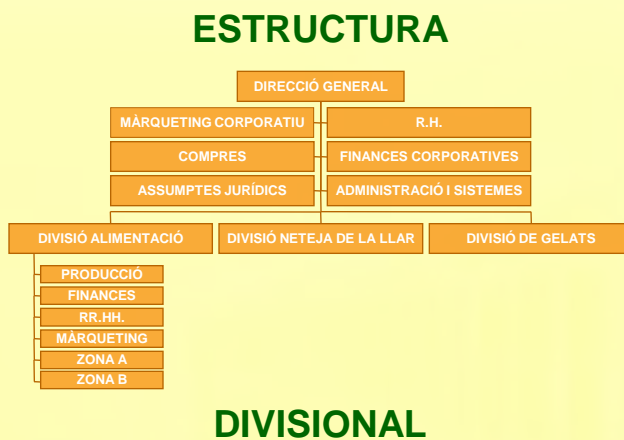 ESTRUCTURA
DIRECCIÓ GENERAL
MÀRQUETING CORPORATIU
R.H.
COMPRES
FINANCES CORPORATIVES
ASSUMPTES JURÍDICS
ADMINISTRACIÓ I SISTEMES
DIVISIÓ ALIMENTACIÓ
DIVISIÓ NETEJA DE LA LLAR
DIVISIÓ DE GELATS
PRODUCCIÓ
FINANCES
RR.HH.
MÀRQUETING
ZONA A
ZONA B
DIVISIONAL